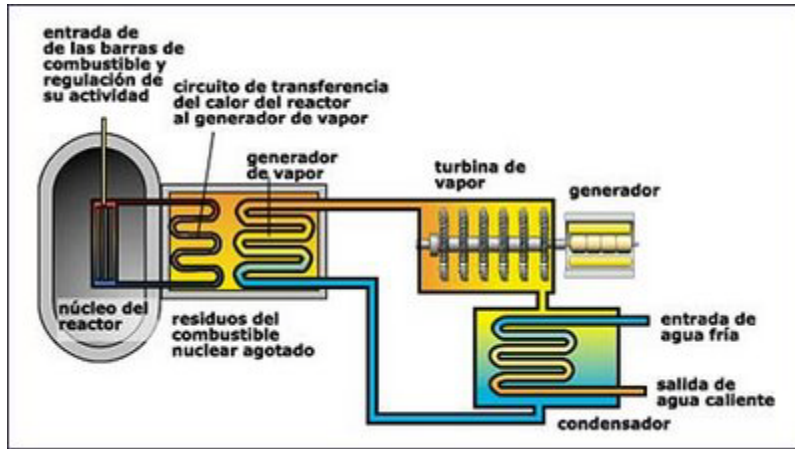 entrada de
de las barras de
combustible y
regulación de
su actividad
circuito de transferencia
del calor del reactor
al generador de vapor
generador
de vapor
turbina de
vapor
generador
núcleo del
reactor
residuos del
combustible
nuclear agotado
entrada de
agua fría
salida de
agua caliente
condensador